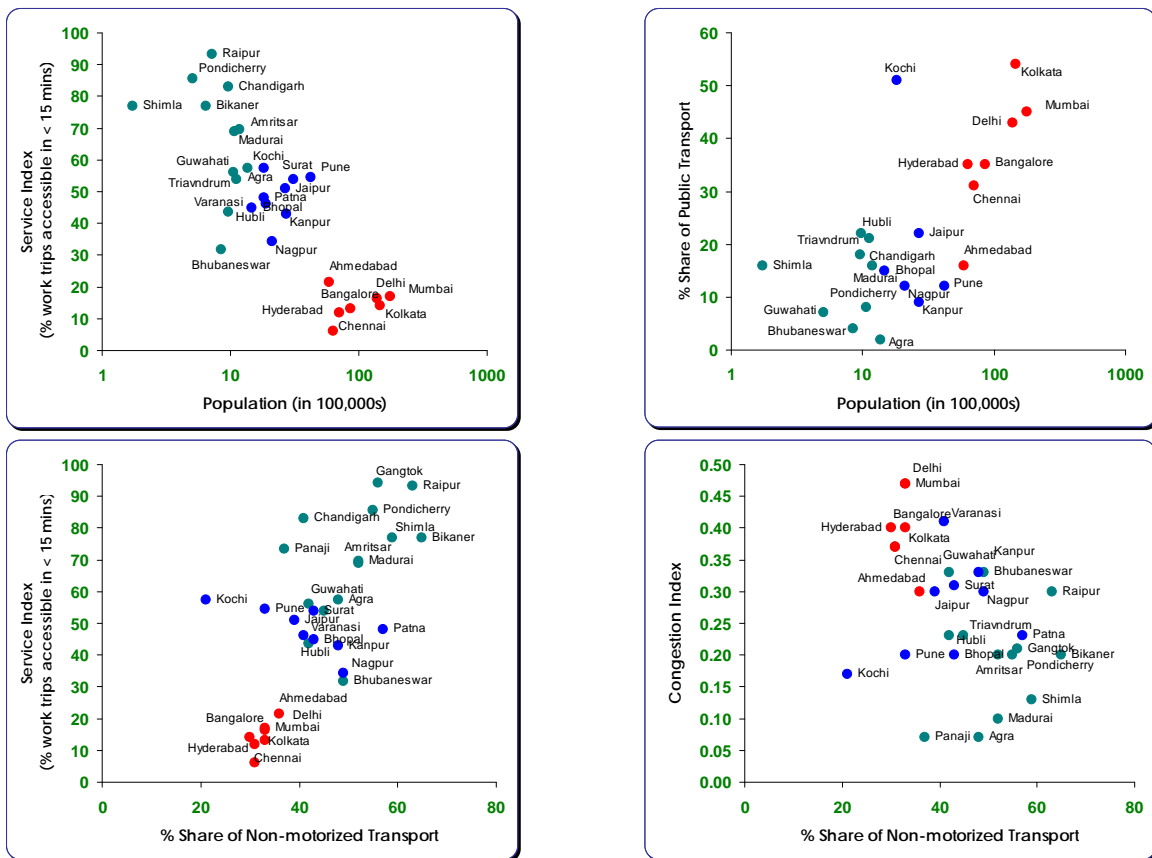 100
90
80
70
60
50
40
30
20
10
0
Service Index
(% work trips accessible in < 15 mins)
Raipur
Pondicherry
Chandigarh
Shimla
Bikaner
Amritsar
Madurai
Kochi
Guwahati
Surat
Pune
Agra
Triavndrum
Jaipur
Patna
Varanasi
Bhopal
Hubli
Kanpur
Nagpur
Bhubaneswar
Ahmedabad
Delhi
Bangalore
Mumbai
Hyderabad
Kolkata
Chennai
1 10 100 1000
Population (in 100,000s)
60
50
40
30
20
10
0
% Share of Public Transport
Kochi
Kolkata
Mumbai
Delhi
Hyderabad
Bangalore
Chennai
Hubli
Triavndrum
Jaipur
Chandigarh
Ahmedabad
Shimla
Bhopal
Madurai
Pune
Pondicherry
Nagpur
Guwahati
Kanpur
Bhubaneswar
Agra
1 10 100 1000
Population (in 100,000s)
100
90
80
70
60
50
40
30
20
10
0
Service Index
(% work trips accessible in < 15 mins)
Gangtok
Raipur
Pondicherry
Chandigarh
Shimla
Bikaner
Panaji
Amritsar
Madurai
Guwahati
Kochi
Agra
Pune
Surat
Jaipur
Varanasi
Patna
Bhopal
Hubli
Kanpur
Nagpur
Bhubaneswar
Ahmedabad
Delhi
Bangalore
Mumbai
Hyderabad
Kolkata
Chennai
0 20 40 60 80
% Share of Non-motorized Transport
0.50
0.45
0.40
0.35
0.30
0.25
0.20
0.15
0.10
0.05
0.00
Congestion Index
Delhi
Mumbai
Bangalore
Varanasi
Hyderabad
Kolkata
Chennai
Guwahati
Kanpur
Bhubaneswar
Ahmedabad
Surat
Raipur
Jaipur
Nagpur
Triavndrum
Hubli
Patna
Gangtok
Pune
Bhopal
Bikaner
Amritsar
Pondicherry
Kochi
Shimla
Madurai
Panaji
Agra
0 20 40 60 80
% Share of Non-motorized Transport